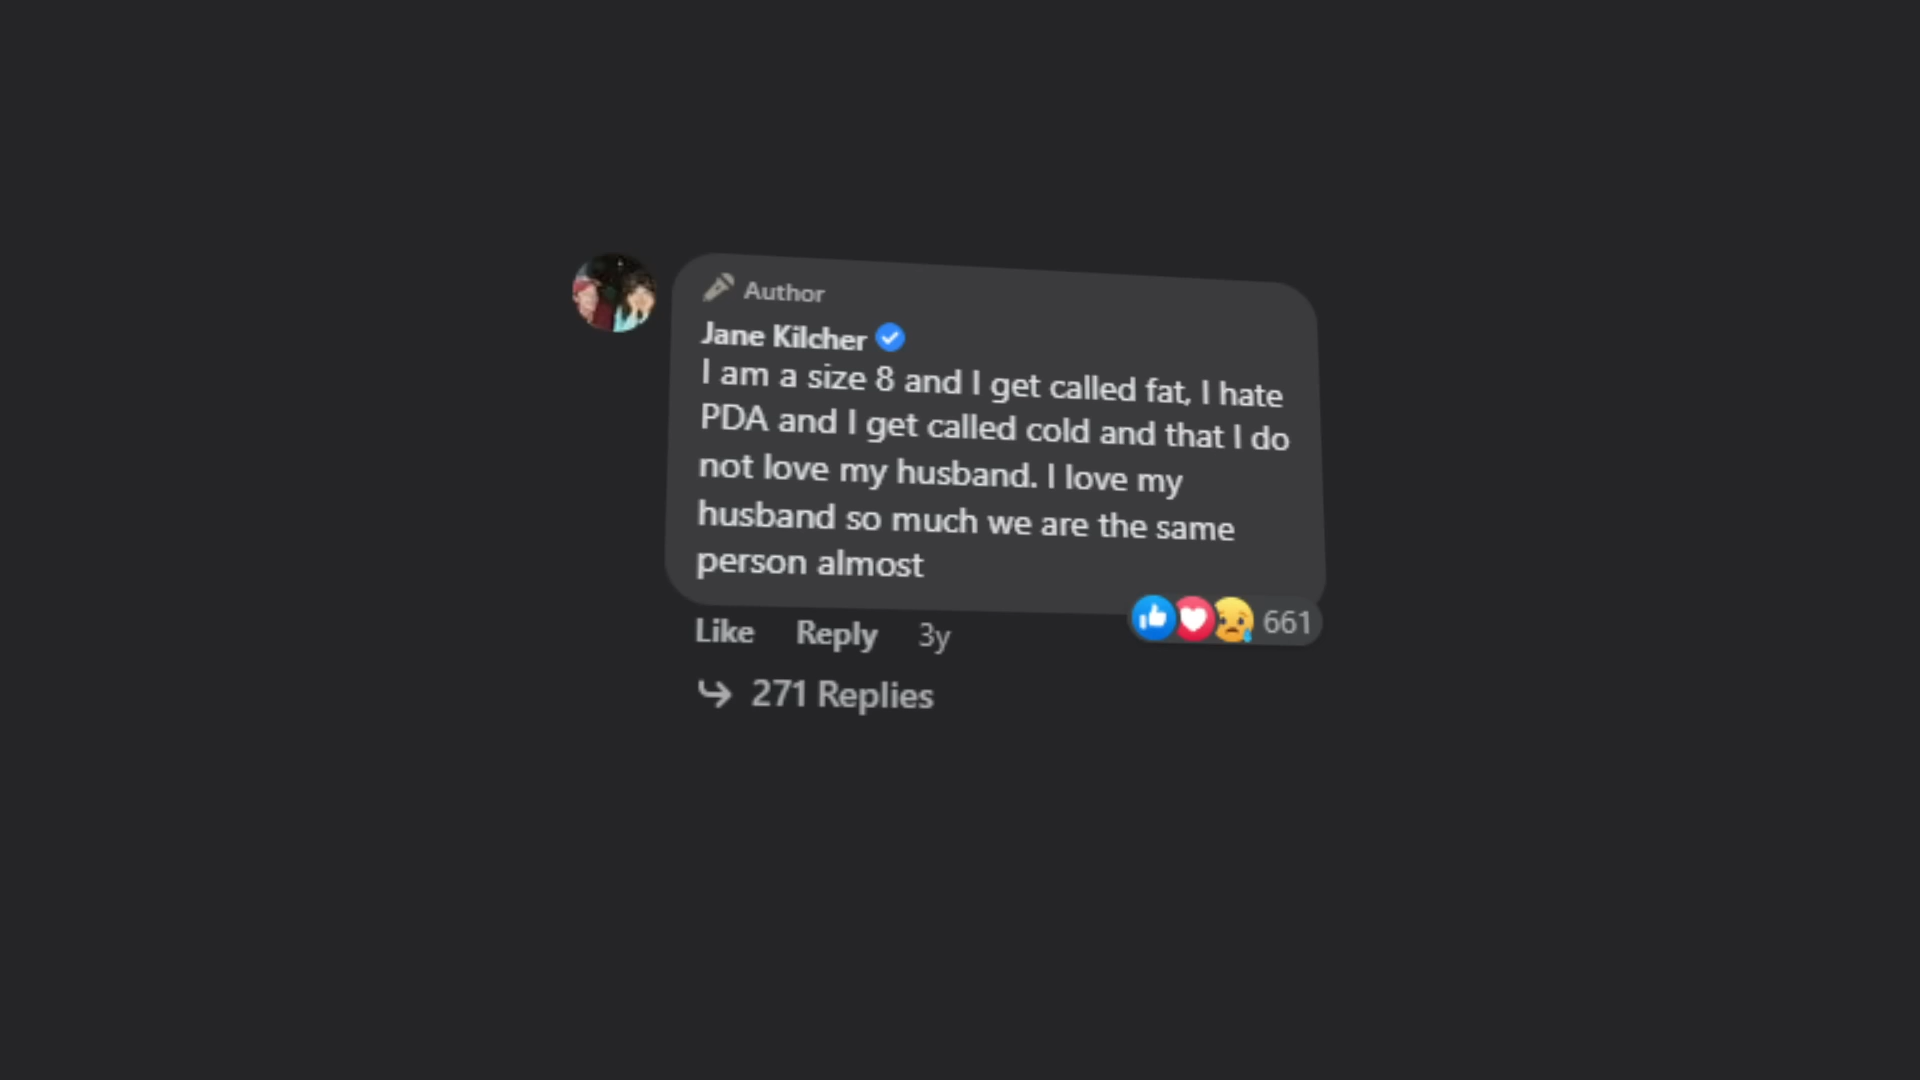 Author
Jane Kilcher
I am a size 8 and I get called fat, I hate
PDA and I get called cold and that I do
not love my husband. I love my
husband so much we are the same
person almost
Like Reply 3y 661
271 Replies